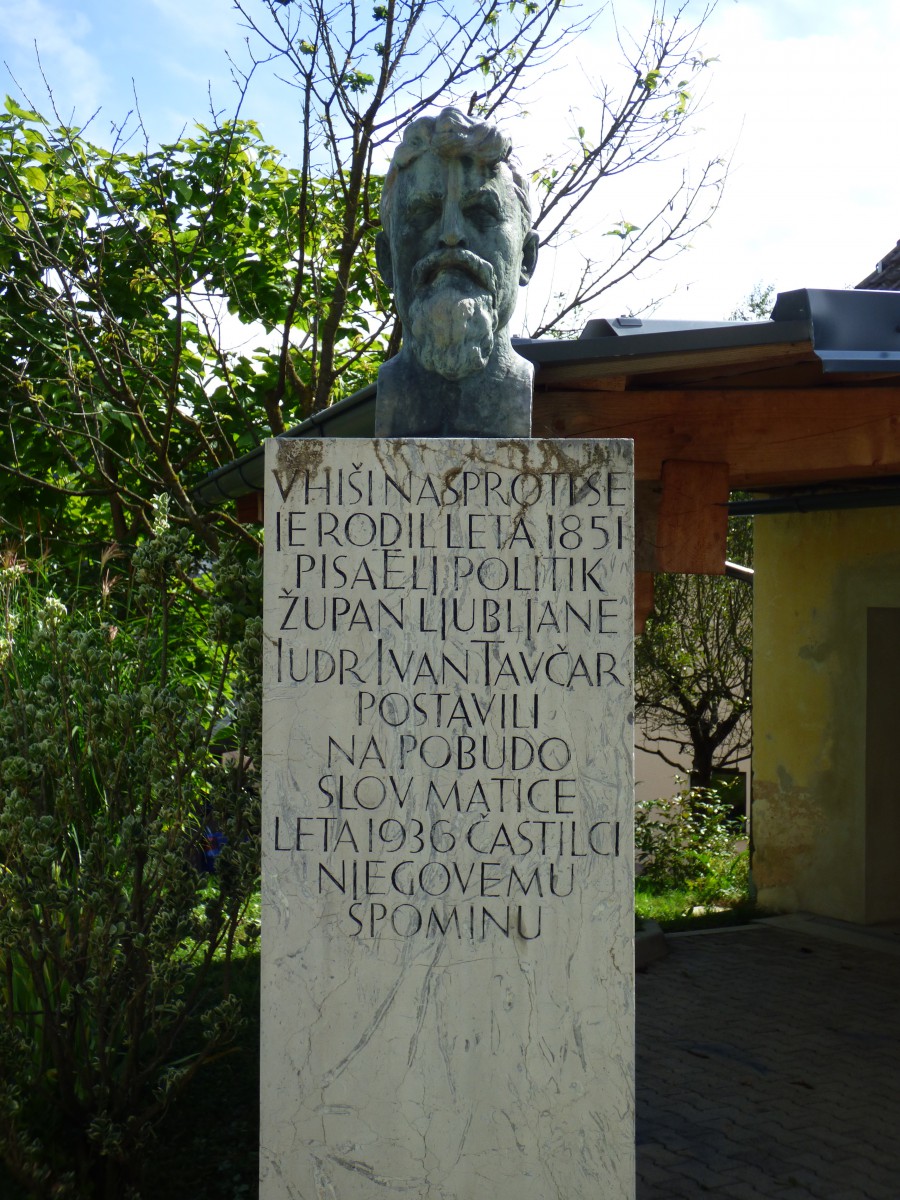 V HIŠI NASPROTI SE
JE RODIL LETA 1851
PISATELJ POLITIK
ŽUPAN LJUBLJANE
IUDR IVAN TAVČAR
POSTAVILI
NA POBUDO
SLOV MATICE
LETA 1936 ČASTILCI
NJEGOVEMU
SPOMINU